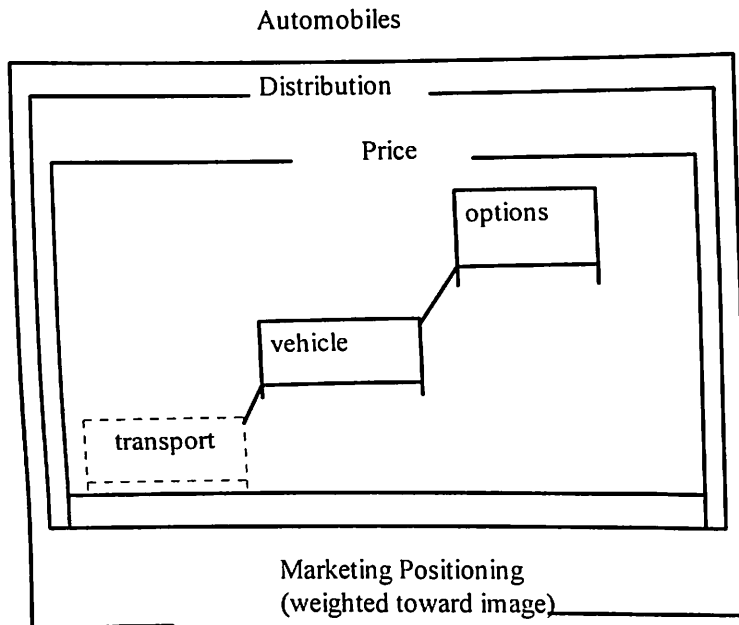 Automobiles
Distribution
Price
options
vehicle
transport
Marketing Positioning
(weighted toward image)